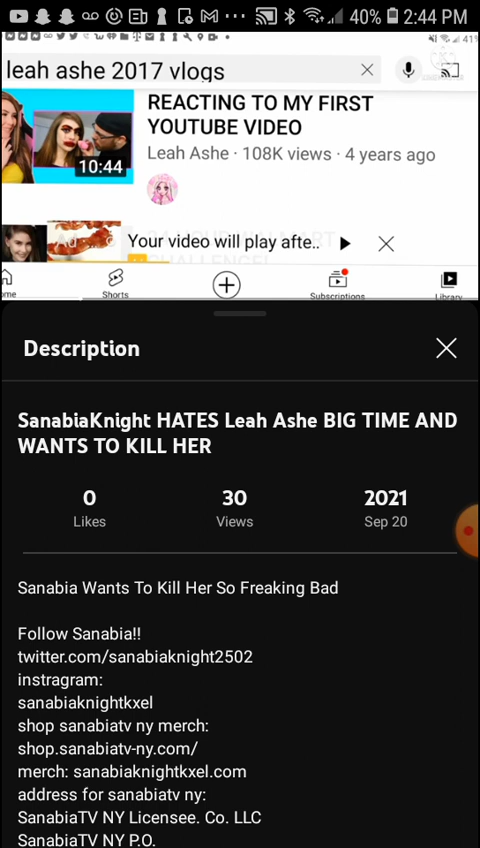 40% 2:44 PM
41%
leah ashe 2017 vlogs
REACTING TO MY FIRST
YOUTUBE VIDEO
Leah Ashe · 108K views · 4 years ago
10:44
Your video will play afte..
Shorts
Subscriptions
Library
Description
SanabiaKnight HATES Leah Ashe BIG TIME AND
WANTS TO KILL HER
0 30 2021
Likes Views Sep 20
Sanabia Wants To Kill Her So Freaking Bad
Follow Sanabia!!
twitter.com/sanabiaknight2502
instragram:
sanabiaknightkxel
shop sanabiatv ny merch:
shop.sanabiatv-ny.com/
merch: sanabiaknightkxel.com
address for sanabiatv ny:
SanabiaTV NY Licensee. Co. LLC
SanabiaTV NY P.O.